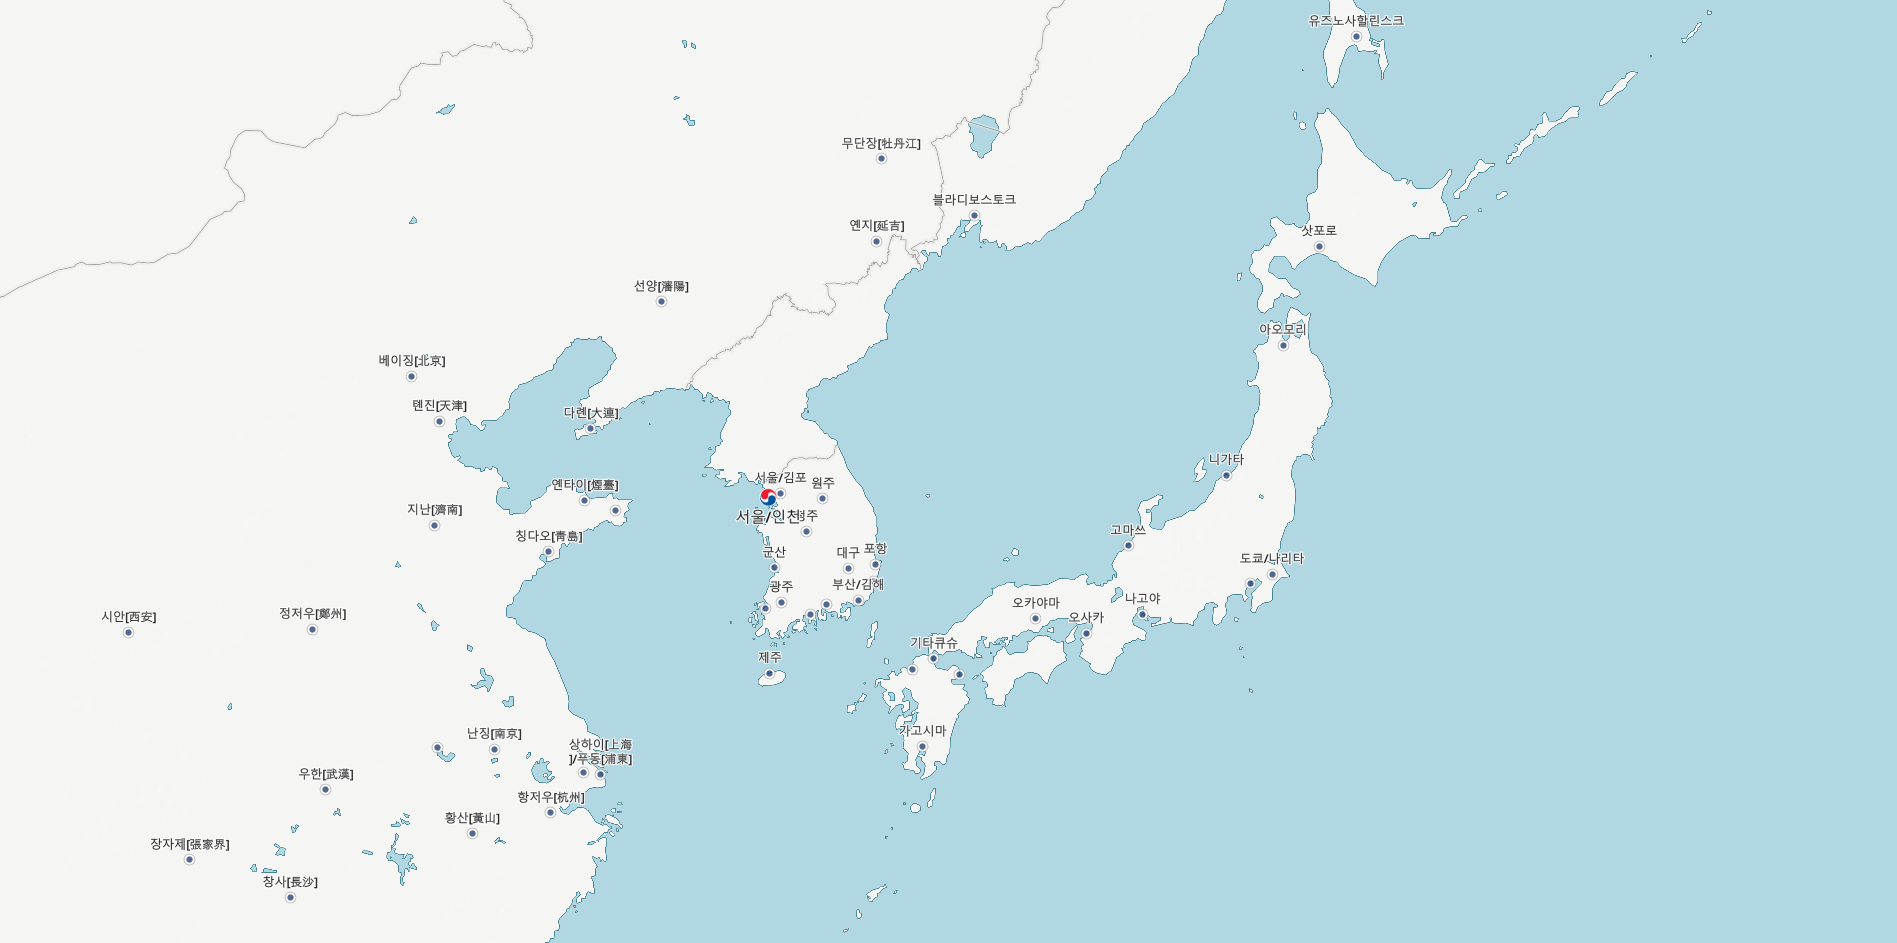 유즈노사할린스크
무단장[牡丹江]
블라디보스토크
옌지[延吉]
삿포로
선양[瀋陽]
아오모리
베이징[北京]
톈진[天津]
다롄[大連]
니가타
서울/김포
원주
옌타이[煙臺]
지난[濟南]
서울/인천
고마쓰
칭다오[靑島]
군산
대구
포항
도쿄/나리타
광주
부산/김해
오카야마
나고야
시안[西安]
정저우[鄭州]
오사카
기타큐슈
제주
가고시마
난징[南京]
상하이[上海
]/푸동[浦東]
우한[武漢]
항저우[杭州]
황산[黃山]
장자제[張家界]
창사[長沙]